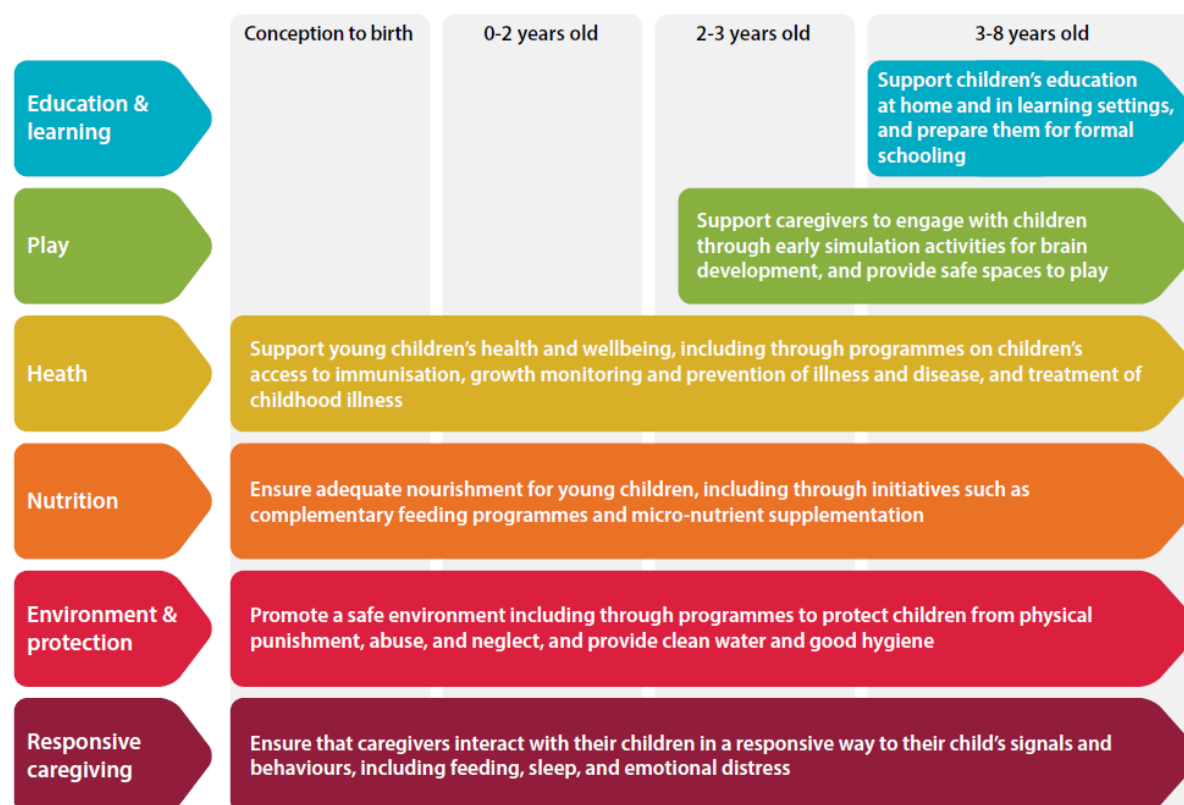 Conception to birth
0-2 years old
2-3 years old
3-8 years old
Education &
learning
Support children's education
at home and in learning settings,
and prepare them for formal
schooling
Play
Support caregivers to engage with children
through early simulation activities for brain
development, and provide safe spaces to play
Heath
Support young children's health and wellbeing, including through programmes on children's
access to immunisation, growth monitoring and prevention of illness and disease, and treatment of
childhood illness
Nutrition
Ensure adequate nourishment for young children, including through initiatives such as
complementary feeding programmes and micro-nutrient supplementation
Environment &
protection
Promote a safe environment including through programmes to protect children from physical
punishment, abuse, and neglect, and provide clean water and good hygiene
Responsive
caregiving
Ensure that caregivers interact with their children in a responsive way to their child's signals and
behaviours, including feeding, sleep, and emotional distress